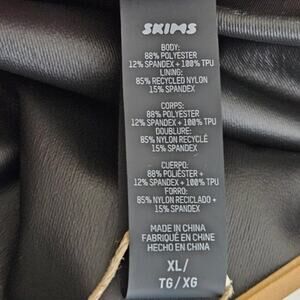 SKIMS
BODY:
88% POLYESTER
12% SPANDEX + 100% TPU
LINING:
85% RECYCLED NYLON
15% SPANDEX
CORPS:
88% POLYESTER
12% SPANDEX + 100% TPU
DOUBLURE:
85% NYLON RECYCLÉ
15% SPANDEX
CUERPO:
88% POLIÉSTER +
12% SPANDEX + 100% TPU
FORRO:
85% NYLON RECICLADO +
15% SPANDEX
MADE IN CHINA
FABRIQUÉ EN CHINE
HECHO EN CHINA
XL/
TG/XG